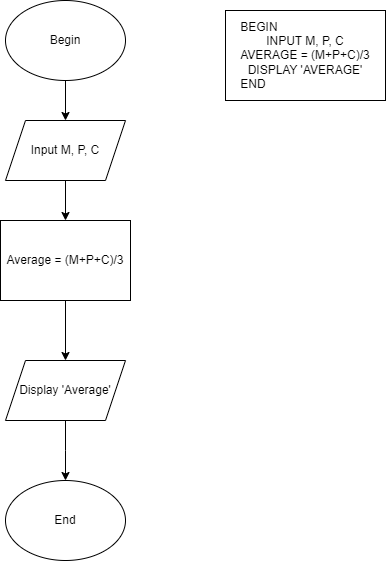 Begin
Input M, P, C
Average = (M+P+C)/3
Display 'Average'
End
BEGIN
INPUT M, P, C
AVERAGE = (M+P+C)/3
DISPLAY 'AVERAGE'
END